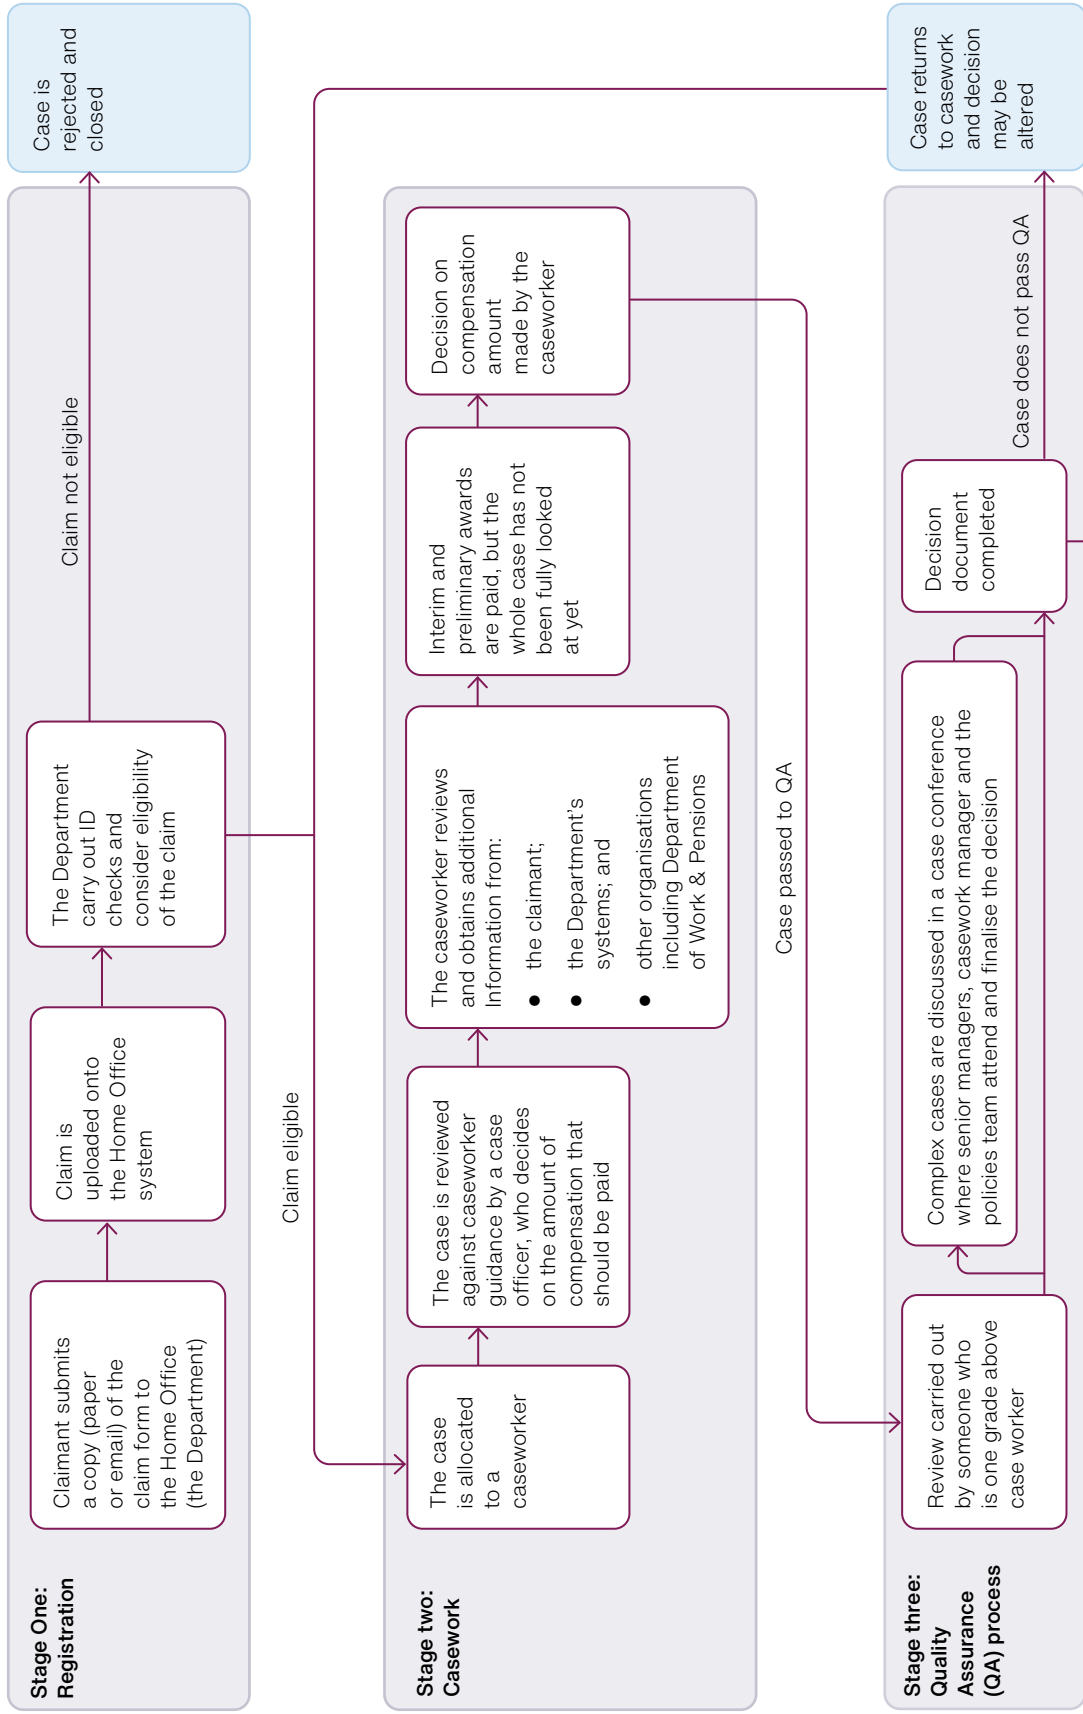 Stage One:
Registration
Claimant submits
a copy (paper
or email) of the
claim form to
the Home Office
(the Department)
Claim is
uploaded onto
the Home Office
system
The Department
carry out ID
checks and
consider eligibility
of the claim
Claim not eligible
Case is
rejected and
closed
Claim eligible
Stage two:
Casework
The case
is allocated
to a
caseworker
The case is reviewed
against caseworker
guidance by a case
officer, who decides
on the amount of
compensation that
should be paid
The caseworker reviews
and obtains additional
Information from:
● the claimant;
● the Department’s
systems; and
● other organisations
including Department
of Work & Pensions
Interim and
preliminary awards
are paid, but the
whole case has not
been fully looked
at yet
Decision on
compensation
amount
made by the
caseworker
Case passed to QA
Stage three:
Quality
Assurance
(QA) process
Review carried out
by someone who
is one grade above
case worker
Complex cases are discussed in a case conference
where senior managers, casework manager and the
policies team attend and finalise the decision
Decision
document
completed
Case does not pass QA
Case returns
to casework
and decision
may be
altered